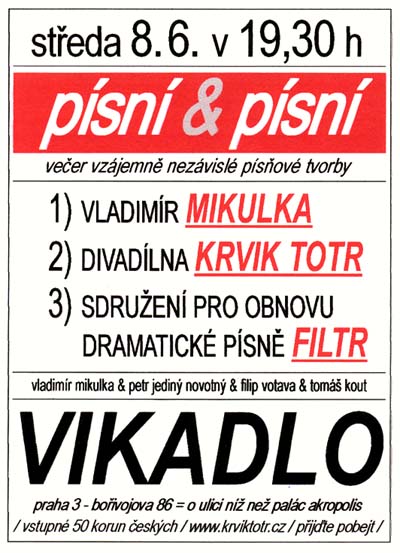 středa 8.6. v 19,30 h
písní & písní
večer vzájemně nezávislé písňové tvorby
1) VLADIMÍR MIKULKA
2) DIVADÍLNA KRVIK TOTR
3) SDRUŽENÍ PRO OBNOVU
DRAMATICKÉ PÍSNĚ FILTR
vladimír mikulka & petr jediný novotný & filip votava & tomáš kout
VIKADLO
praha 3 - bořivojova 86 = o ulici níž než palác akropolis
/ vstupné 50 korun českých / www.krviktotr.cz / přijďte pobejt /